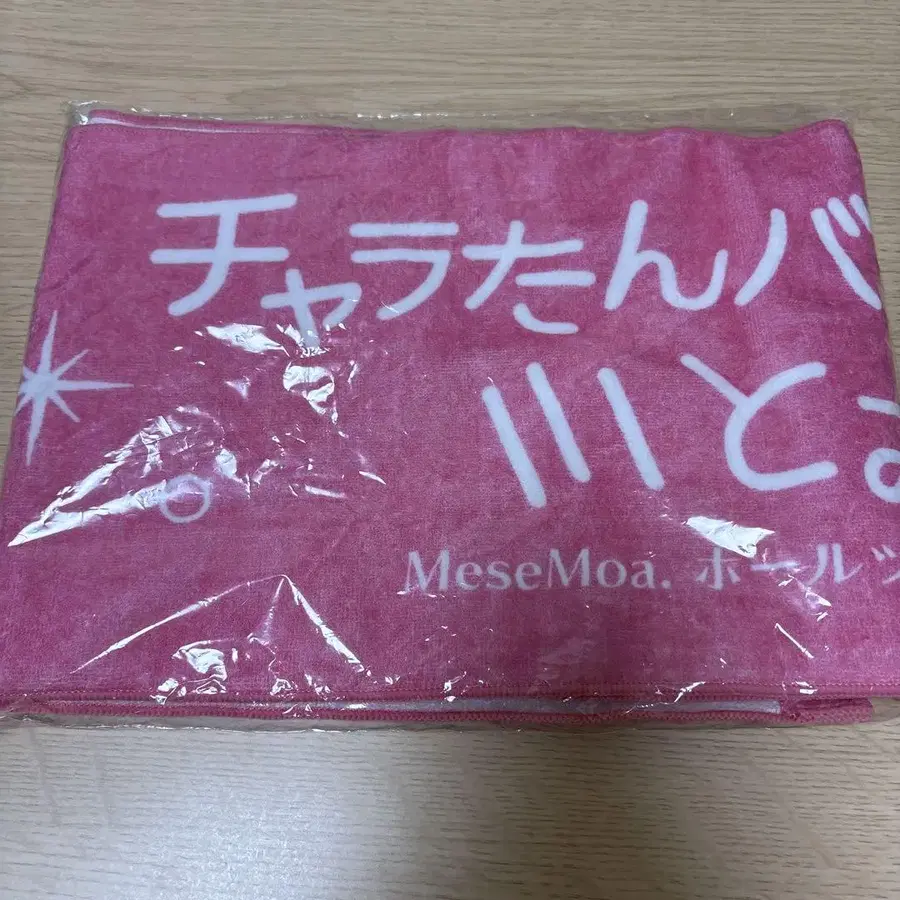 チャラたんバ
川と
MeseMoa. ホールツ